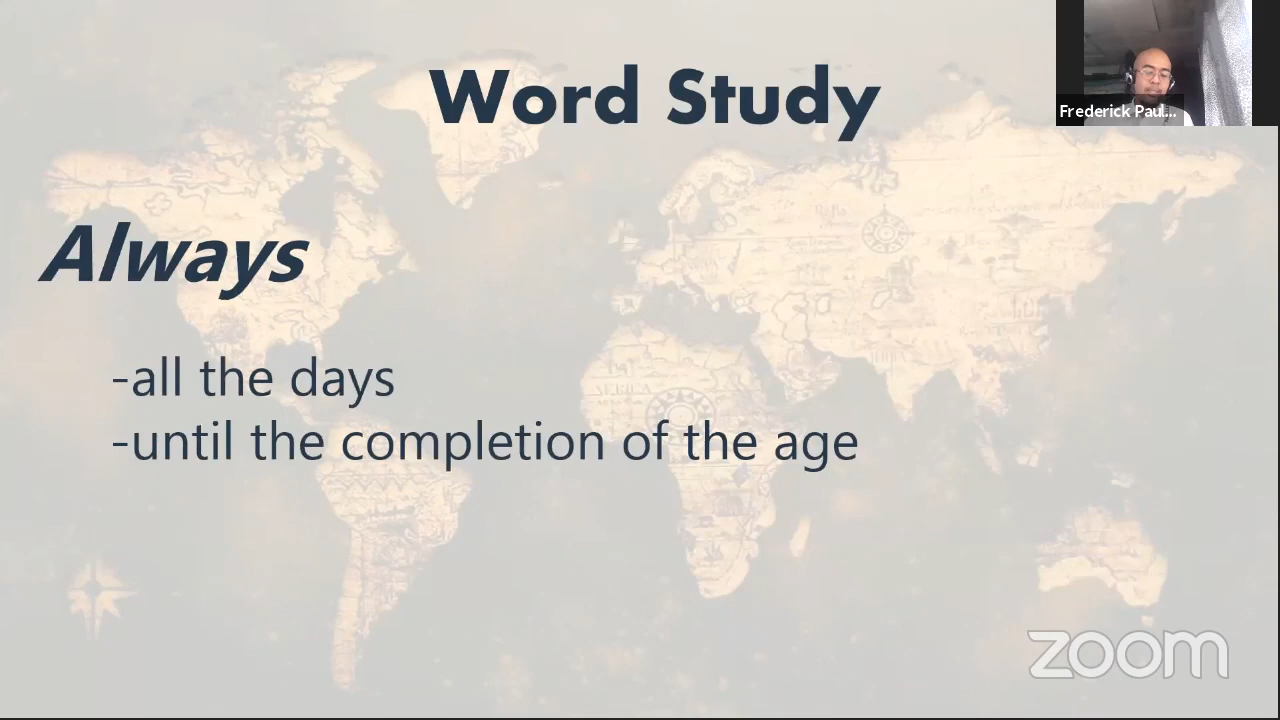 Word Study
Frederick Paul...
Always
-all the days
-until the completion of the age
zoom